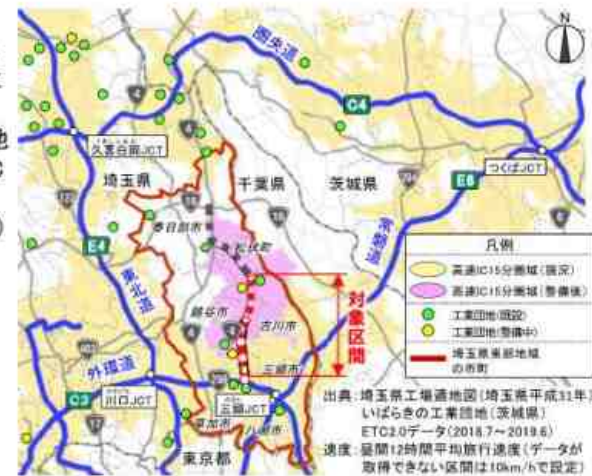 N
圏央道
4
C4
久喜白岡JCT
つくばJCT
埼玉県
千葉県
茨城県
E6
常磐道
16
6
春日部市
松伏町
E4
東北道
凡例
高速IC15分圏域(現況)
高速IC15分圏域(整備後)
工業団地(既設)
工業団地(整備中)
埼玉県東部地域
の市町
対象区間
越谷市
4
吉川市
外環道
三郷市
C3
川口JCT
三郷JCT
草加市
八潮市
17
東京都
出典:埼玉県工場適地図(埼玉県平成31年)
いばらきの工業団地(茨城県)
ETC2.0データ(2018.7~2019.6)
速度:昼間12時間平均旅行速度(データが
取得できない区間は10km/hで設定)